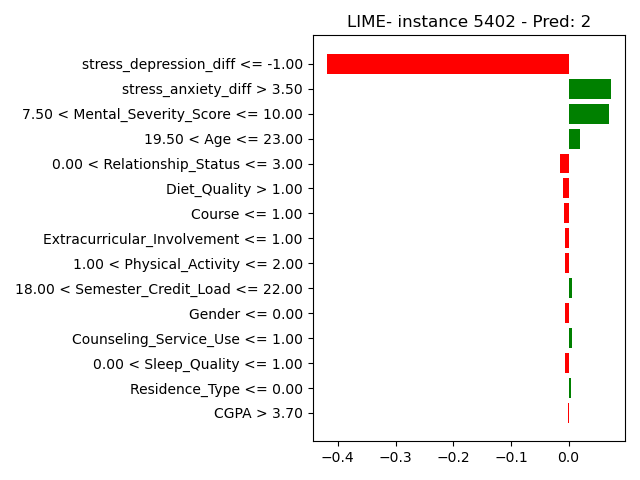 LIME- instance 5402 - Pred: 2
stress_depression_diff <= -1.00
stress_anxiety_diff > 3.50
7.50 < Mental_Severity_Score <= 10.00
19.50 < Age <= 23.00
0.00 < Relationship_Status <= 3.00
Diet_Quality > 1.00
Course <= 1.00
Extracurricular_Involvement <= 1.00
1.00 < Physical_Activity <= 2.00
18.00 < Semester_Credit_Load <= 22.00
Gender <= 0.00
Counseling_Service_Use <= 1.00
0.00 < Sleep_Quality <= 1.00
Residence_Type <= 0.00
CGPA > 3.70
−0.4 −0.3 −0.2 −0.1 0.0